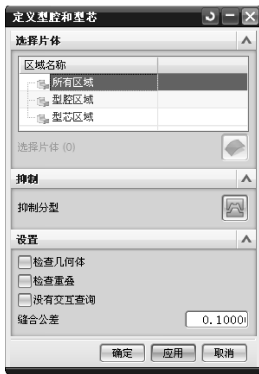 定义型腔和型芯
选择片体
区域名称
所有区域
型腔区域
型芯区域
选择片体 (0)
抑制
抑制分型
设置
检查几何体
检查重叠
没有交互查询
缝合公差 0.1000
确定 应用 取消